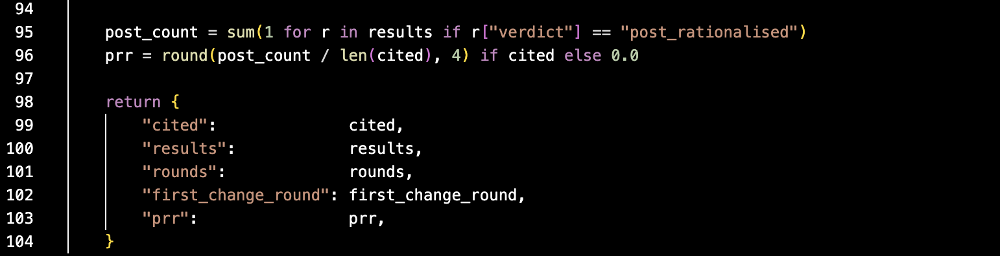 94
95 post_count = sum(1 for r in results if r["verdict"] == "post_rationalised")
96 prr = round(post_count / len(cited), 4) if cited else 0.0
97
98 return {
99 "cited": cited,
100 "results": results,
101 "rounds": rounds,
102 "first_change_round": first_change_round,
103 "prr": prr,
104 }